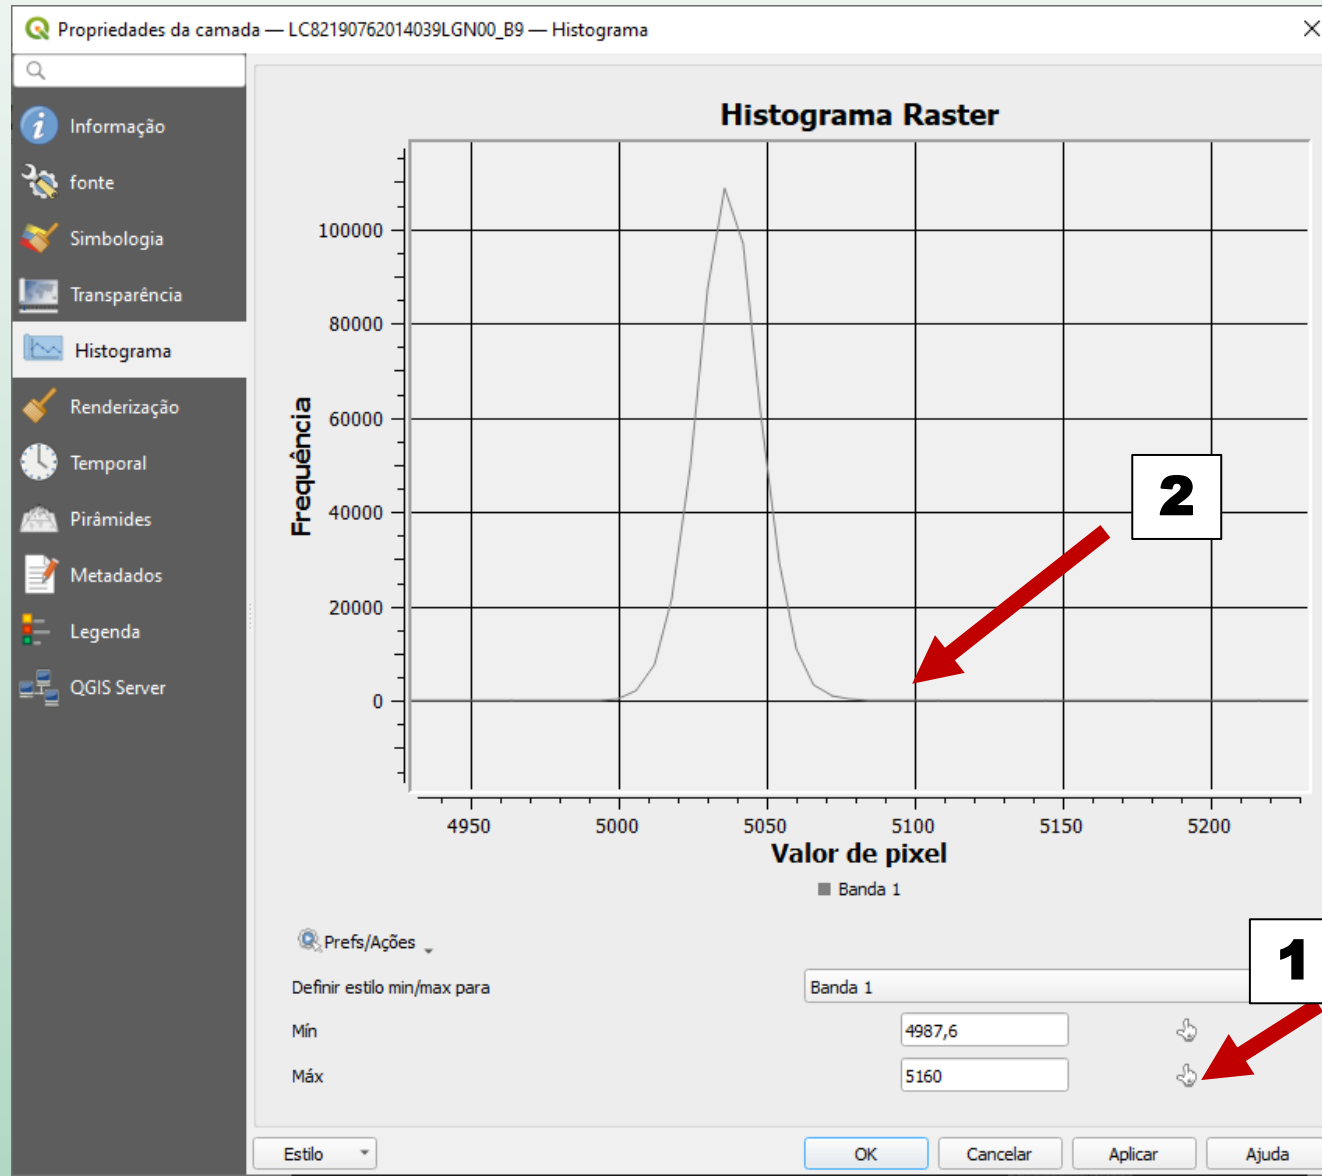 Propriedades da camada — LC82190762014039LGN00_B9 — Histograma
Informação
fonte
Simbologia
Transparência
Histograma
Renderização
Temporal
Pirâmides
Metadados
Legenda
QGIS Server
Histograma Raster
Frequência
100000
80000
60000
40000
20000
0
4950 5000 5050 5100 5150 5200
Valor de pixel
Banda 1
2
Prefs/Ações
1
Definir estilo min/max para Banda 1
Mín 4987,6
Máx 5160
Estilo OK Cancelar Aplicar Ajuda